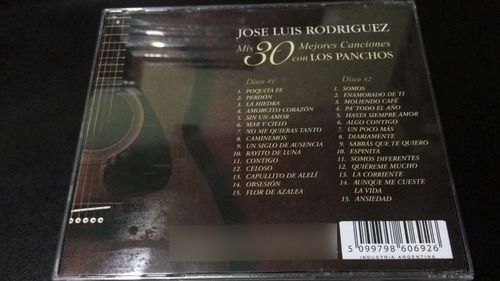 JOSE LUIS RODRIGUEZ
Mis 30 Mejores Canciones
con LOS PANCHOS
Disco #1
1. POQUITA FE
2. PERDÓN
3. LA HIEDRA
4. AMORCITO CORAZÓN
5. SIN UN AMOR
6. MAR Y CIELO
7. NO ME QUIERAS TANTO
8. CAMINEMOS
9. UN SIGLO DE AUSENCIA
10. RAYITO DE LUNA
11. CONTIGO
12. CELOSO
13. CAPULLITO DE ALELÍ
14. OBSESIÓN
15. FLOR DE AZALEA
Disco #2
1. SOMOS
2. ENAMORADO DE TI
3. MOLIENDO CAFÉ
4. PA' TODO EL AÑO
5. HASTA SIEMPRE AMOR
6. ALGO CONTIGO
7. UN POCO MÁS
8. DIARIAMENTE
9. SABRÁS QUE TE QUIERO
10. ESPINITA
11. SOMOS DIFERENTES
12. QUIÉREME MUCHO
13. LA CORRIENTE
14. AUNQUE ME CUESTE
LA VIDA
15. ANSIEDAD
5 099798 606926
INDUSTRIA ARGENTINA